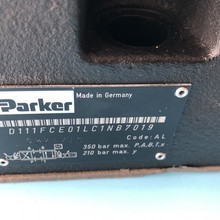 Parker
Made in Germany
D111FCE01LC1NB7019
Code: AL
350 bar max. P,A,B,T,x
210 bar max. y